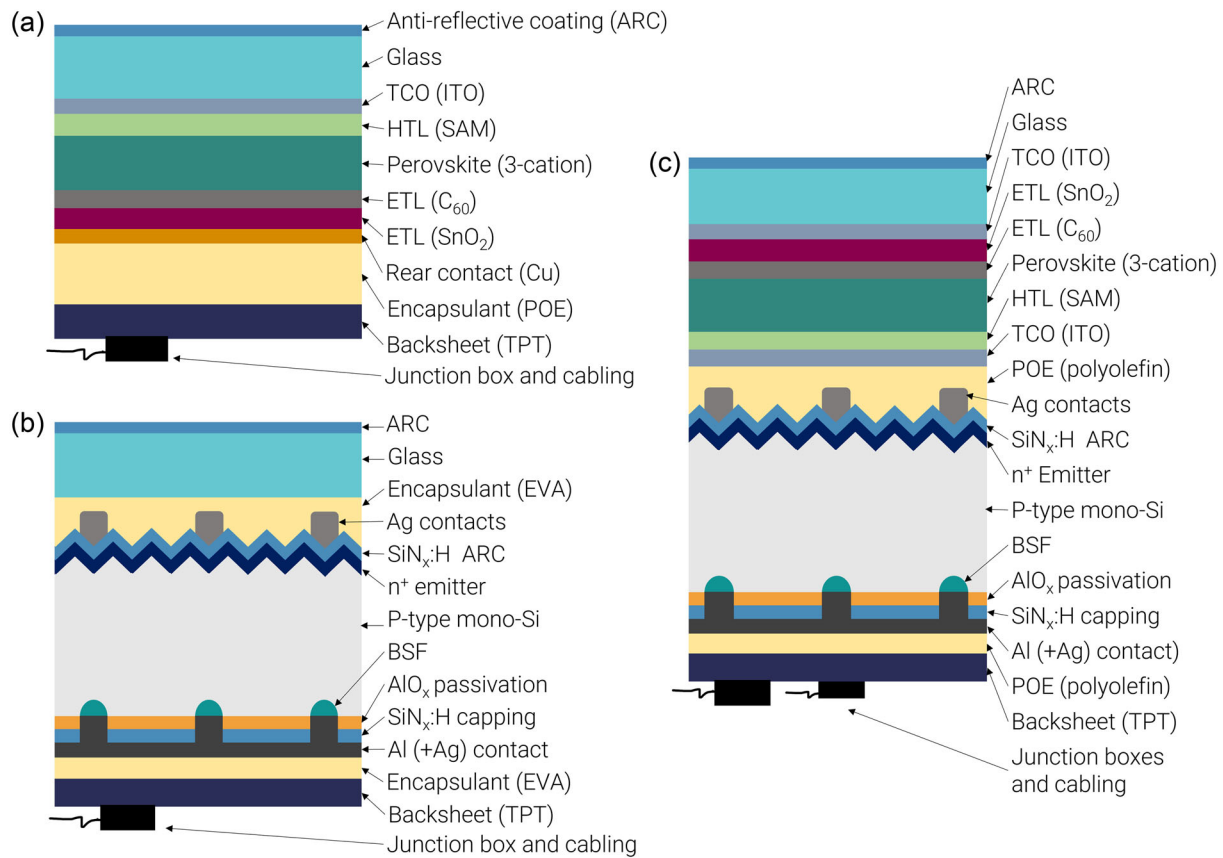 (a)
Anti-reflective coating (ARC)
Glass
TCO (ITO)
HTL (SAM)
Perovskite (3-cation)
ETL (C₆₀)
ETL (SnO₂)
Rear contact (Cu)
Encapsulant (POE)
Backsheet (TPT)
Junction box and cabling
(b)
ARC
Glass
Encapsulant (EVA)
Ag contacts
SiNₓ:H ARC
n⁺ emitter
P-type mono-Si
BSF
AlOₓ passivation
SiNₓ:H capping
Al (+Ag) contact
Encapsulant (EVA)
Backsheet (TPT)
Junction box and cabling
(c)
ARC
Glass
TCO (ITO)
ETL (SnO₂)
ETL (C₆₀)
Perovskite (3-cation)
HTL (SAM)
TCO (ITO)
POE (polyolefin)
Ag contacts
SiNₓ:H ARC
n⁺ Emitter
P-type mono-Si
BSF
AlOₓ passivation
SiNₓ:H capping
Al (+Ag) contact)
POE (polyolefin)
Backsheet (TPT)
Junction boxes
and cabling